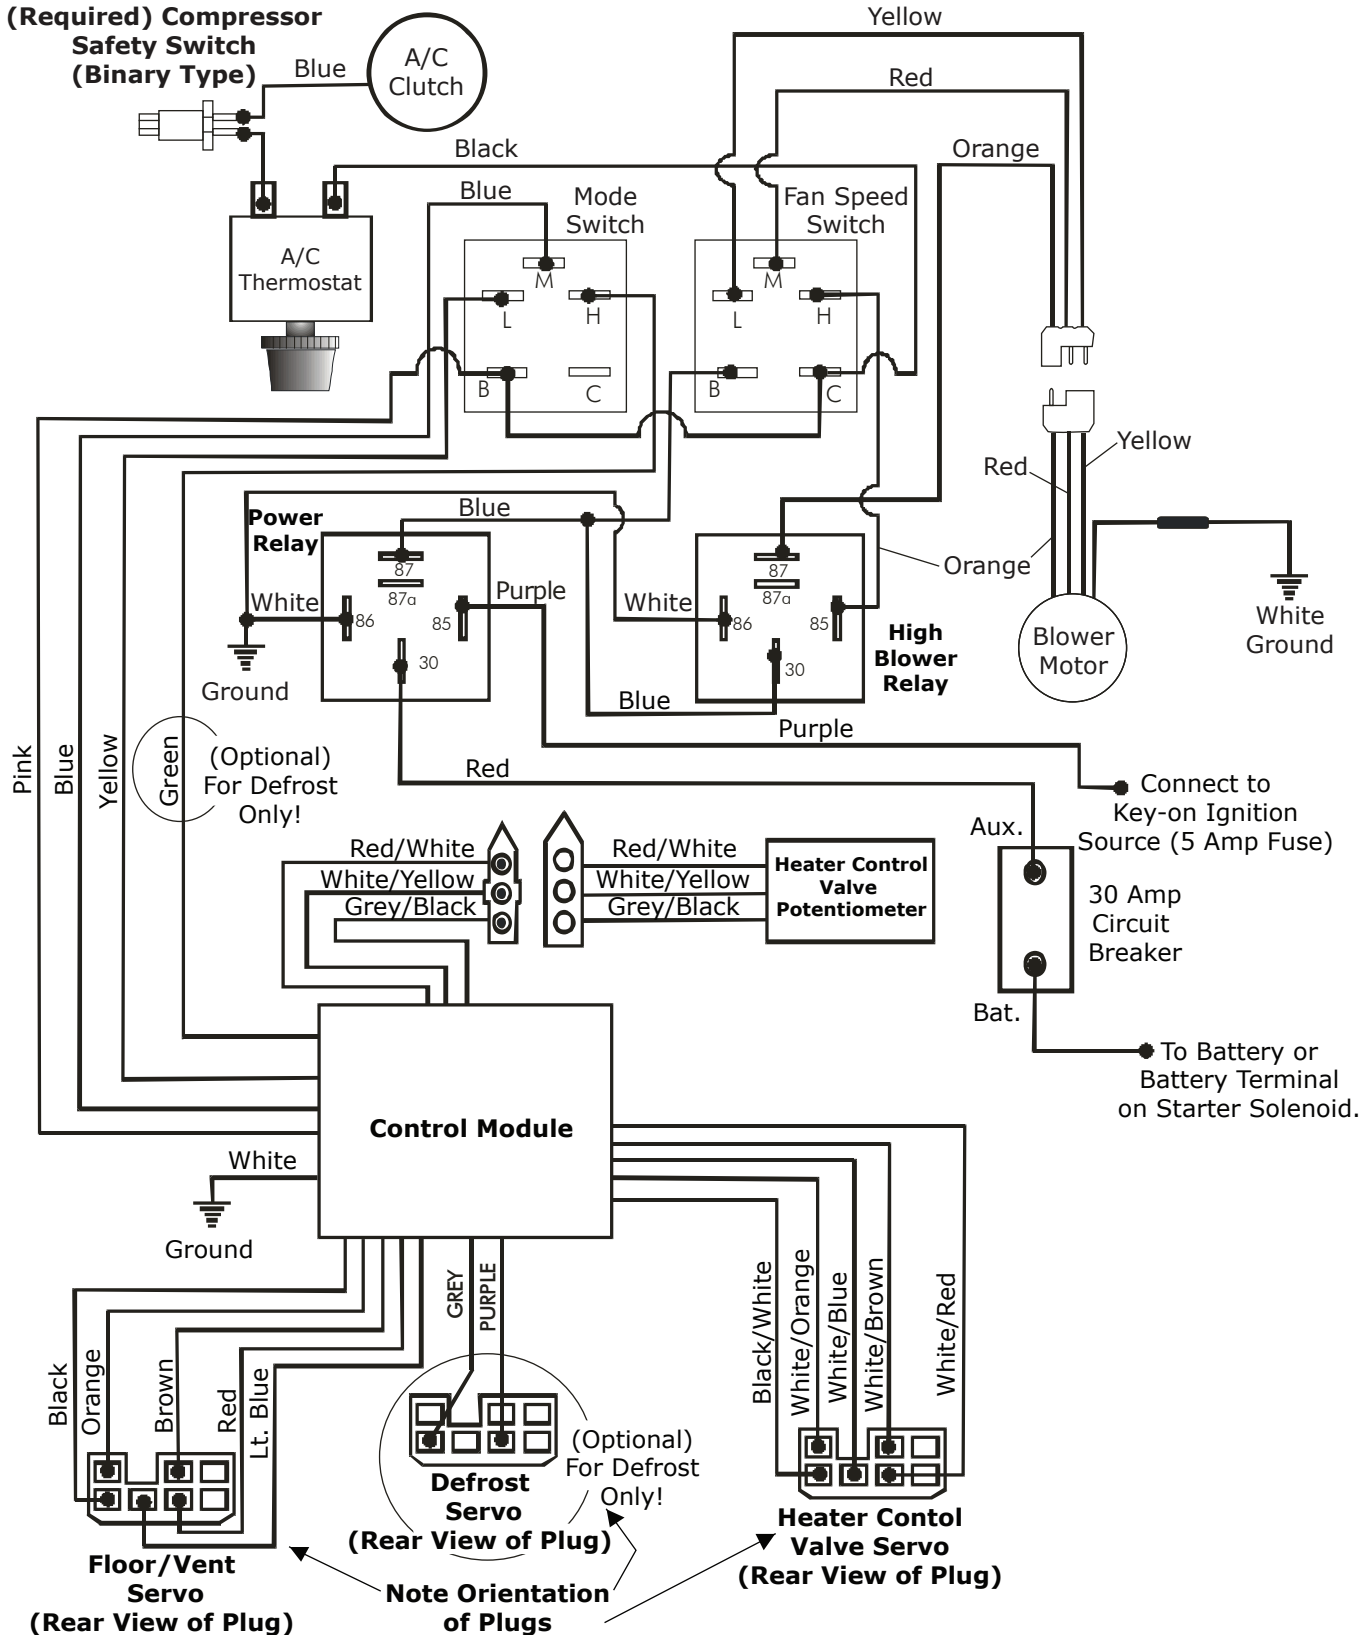 (Required) Compressor
Safety Switch
(Binary Type)
Blue
A/C
Clutch
Yellow
Red
Orange
Black
Blue
Mode
Switch
Fan Speed
Switch
A/C
Thermostat
M
L
H
B
C
M
L
H
B
C
Yellow
Red
Orange
Power
Relay
Blue
87
87a
86
85
30
White
Purple
Ground
White
87
87a
86
85
30
High
Blower
Relay
Blue
Blower
Motor
White
Ground
Purple
Pink
Blue
Yellow
Green
(Optional)
For Defrost
Only!
Red
Connect to
Key-on Ignition
Source (5 Amp Fuse)
Aux.
30 Amp
Circuit
Breaker
Bat.
To Battery or
Battery Terminal
on Starter Solenoid.
Red/White
White/Yellow
Grey/Black
Red/White
White/Yellow
Grey/Black
Heater Control
Valve
Potentiometer
Control Module
White
Ground
Black
Orange
Brown
Red
Lt. Blue
GREY
PURPLE
Black/White
White/Orange
White/Blue
White/Brown
White/Red
(Optional)
For Defrost
Only!
Defrost
Servo
(Rear View of Plug)
Floor/Vent
Servo
(Rear View of Plug)
Heater Contol
Valve Servo
(Rear View of Plug)
Note Orientation
of Plugs